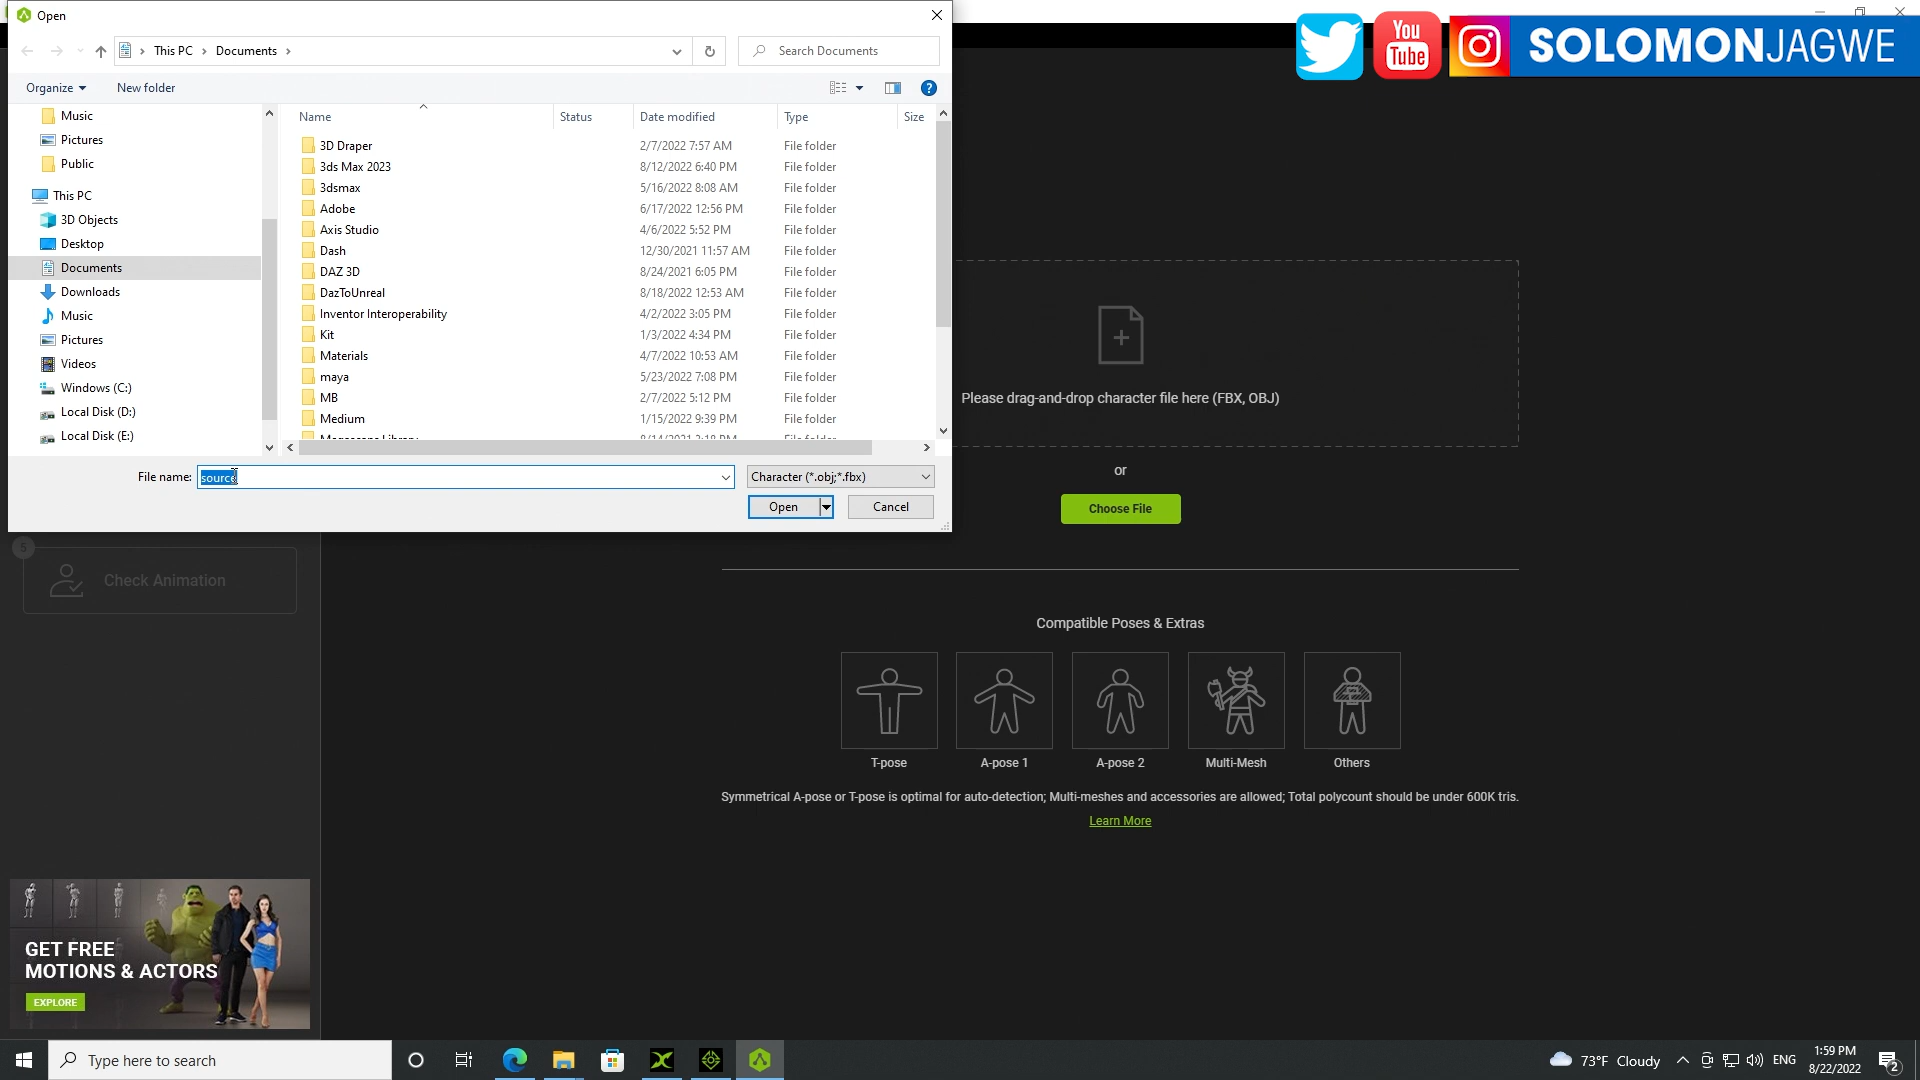 Open
This PC
Documents
Search Documents
You
Tube
SOLOMONJAGWE
Organize
New folder
Name
Status
Date modified
Type
Size
Music
Pictures
Public
This PC
3D Objects
Desktop
Documents
Downloads
Music
Pictures
Videos
Windows (C:)
Local Disk (D:)
Local Disk (E:)
3D Draper 2/7/2022 7:57 AM File folder
3ds Max 2023 8/12/2022 6:40 PM File folder
3dsmax 5/16/2022 8:08 AM File folder
Adobe 6/17/2022 12:56 PM File folder
Axis Studio 4/6/2022 5:52 PM File folder
Dash 12/30/2021 11:57 AM File folder
DAZ 3D 8/24/2021 6:05 PM File folder
DazToUnreal 8/18/2022 12:53 AM File folder
Inventor Interoperability 4/2/2022 3:05 PM File folder
Kit 1/3/2022 4:34 PM File folder
Materials 4/7/2022 10:53 AM File folder
maya 5/23/2022 7:08 PM File folder
MB 2/7/2022 5:12 PM File folder
Medium 1/15/2022 9:39 PM File folder
File name:
source
Character (*.obj;*.fbx)
Open
Cancel
Please drag-and-drop character file here (FBX, OBJ)
or
Choose File
5
Check Animation
Compatible Poses & Extras
T-pose
A-pose 1
A-pose 2
Multi-Mesh
Others
Symmetrical A-pose or T-pose is optimal for auto-detection; Multi-meshes and accessories are allowed; Total polycount should be under 600K tris.
Learn More
GET FREE
MOTIONS & ACTORS
EXPLORE
Type here to search
73°F Cloudy
ENG
1:59 PM
8/22/2022
2